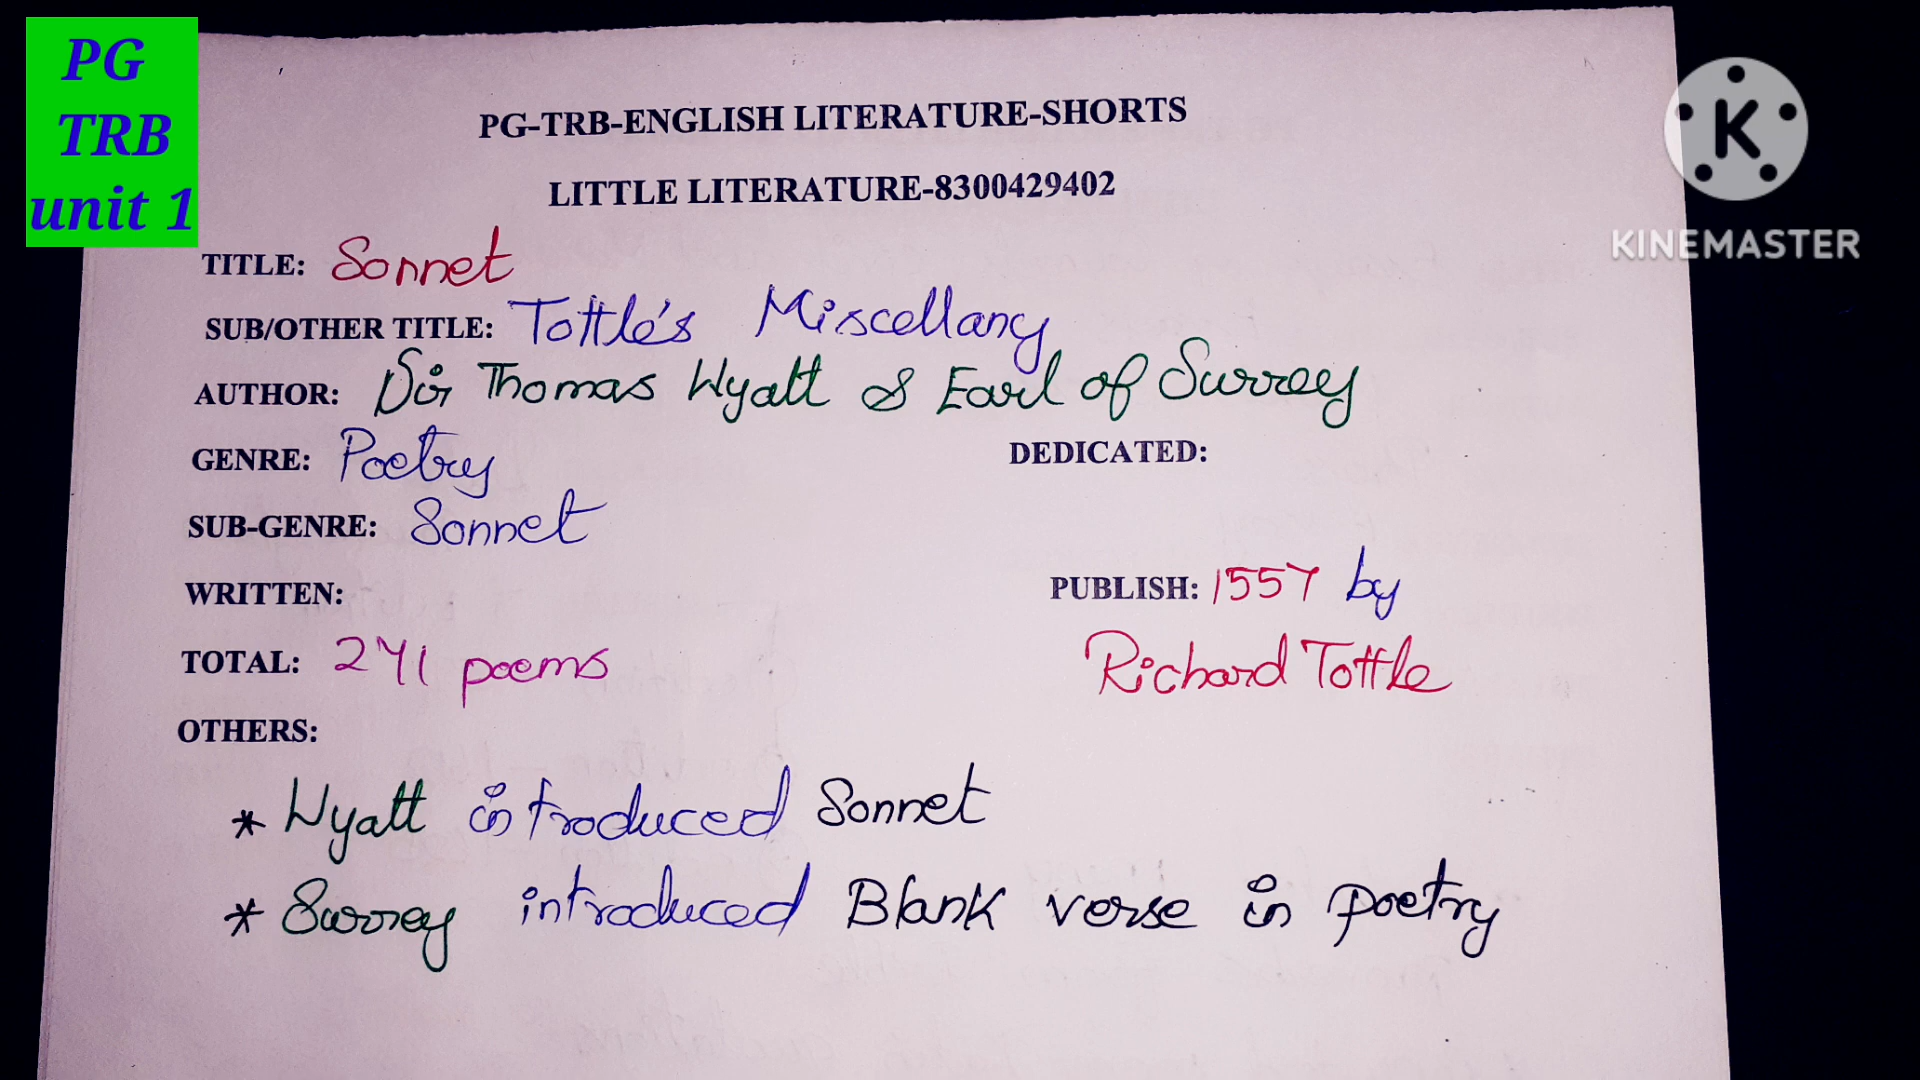 PG
TRB
unit 1
KINEMASTER
PG-TRB-ENGLISH LITERATURE-SHORTS
LITTLE LITERATURE-8300429402
TITLE: Sonnet
SUB/OTHER TITLE: Tottle's Miscellany
AUTHOR: Sir Thomas Wyatt & Earl of Surrey
GENRE: Poetry
DEDICATED:
SUB-GENRE: Sonnet
WRITTEN:
PUBLISH: 1557 by
Richard Tottle
TOTAL: 271 poems
OTHERS:
* Wyatt introduced Sonnet
* Surrey introduced Blank verse in poetry